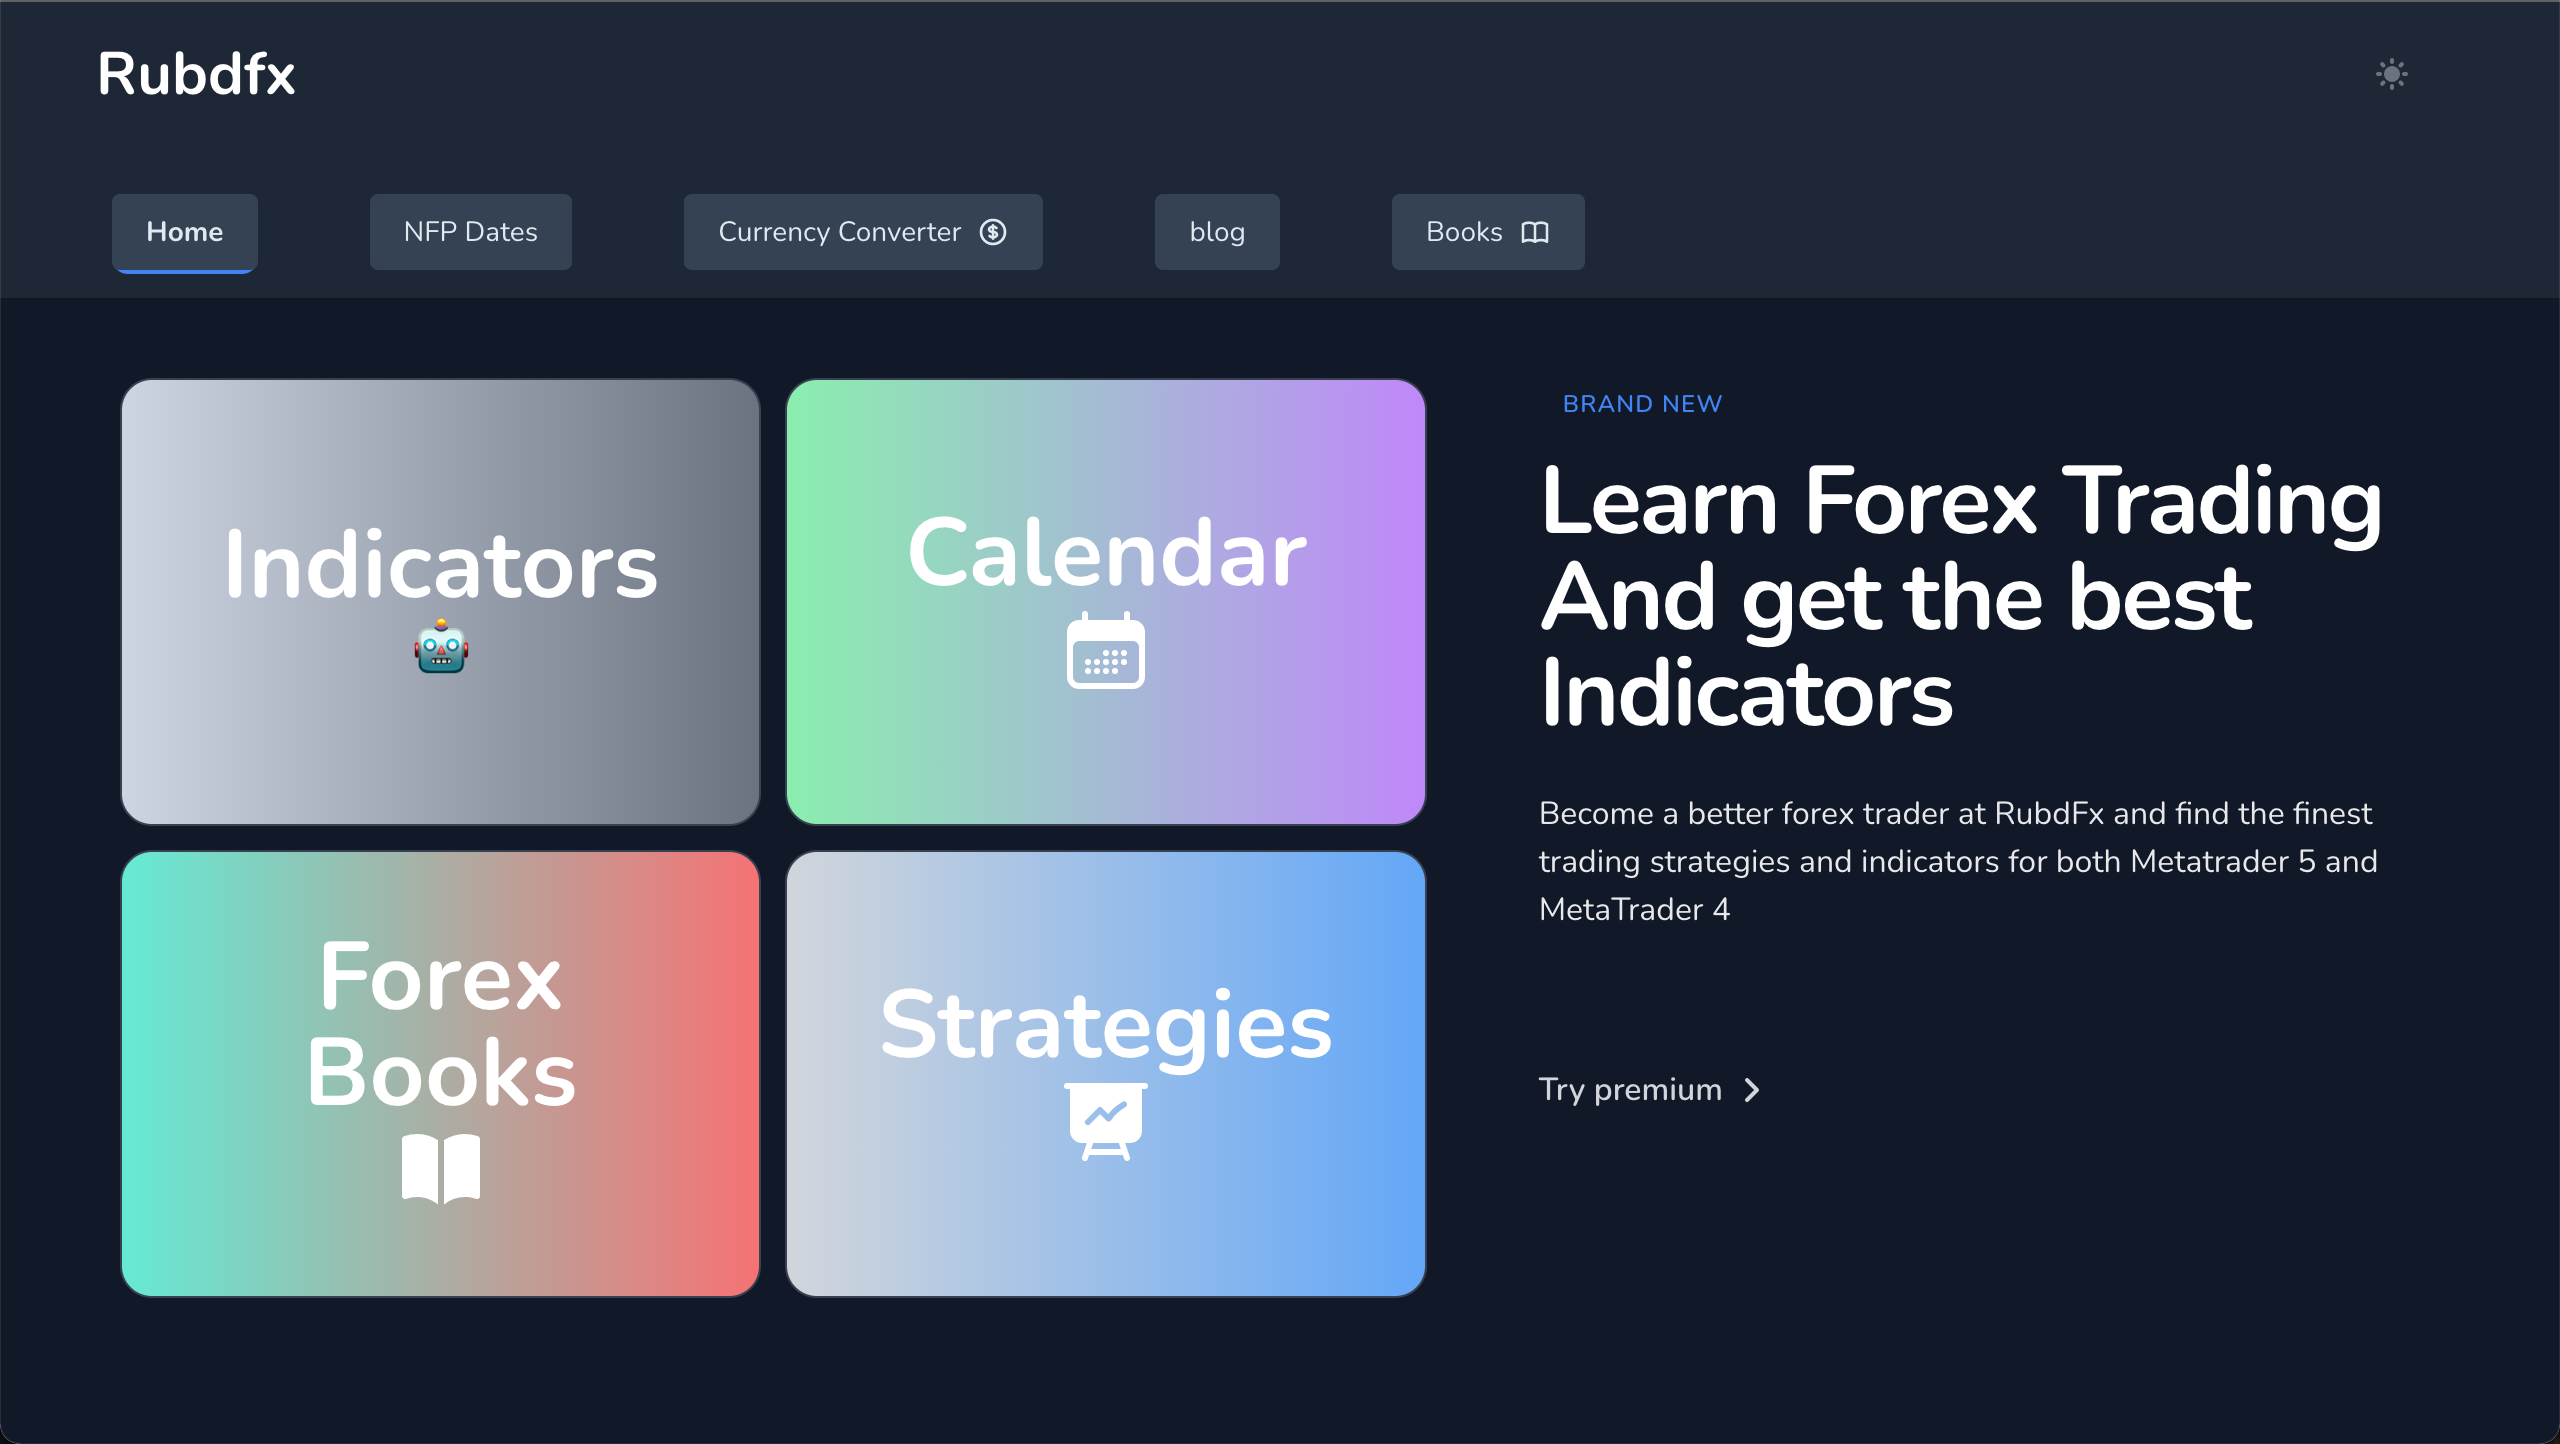 Rubdfx
Home
NFP Dates
Currency Converter
blog
Books
Indicators
Calendar
Forex
Books
Strategies
BRAND NEW
Learn Forex Trading
And get the best
Indicators
Become a better forex trader at RubdFx and find the finest
trading strategies and indicators for both Metatrader 5 and
MetaTrader 4
Try premium